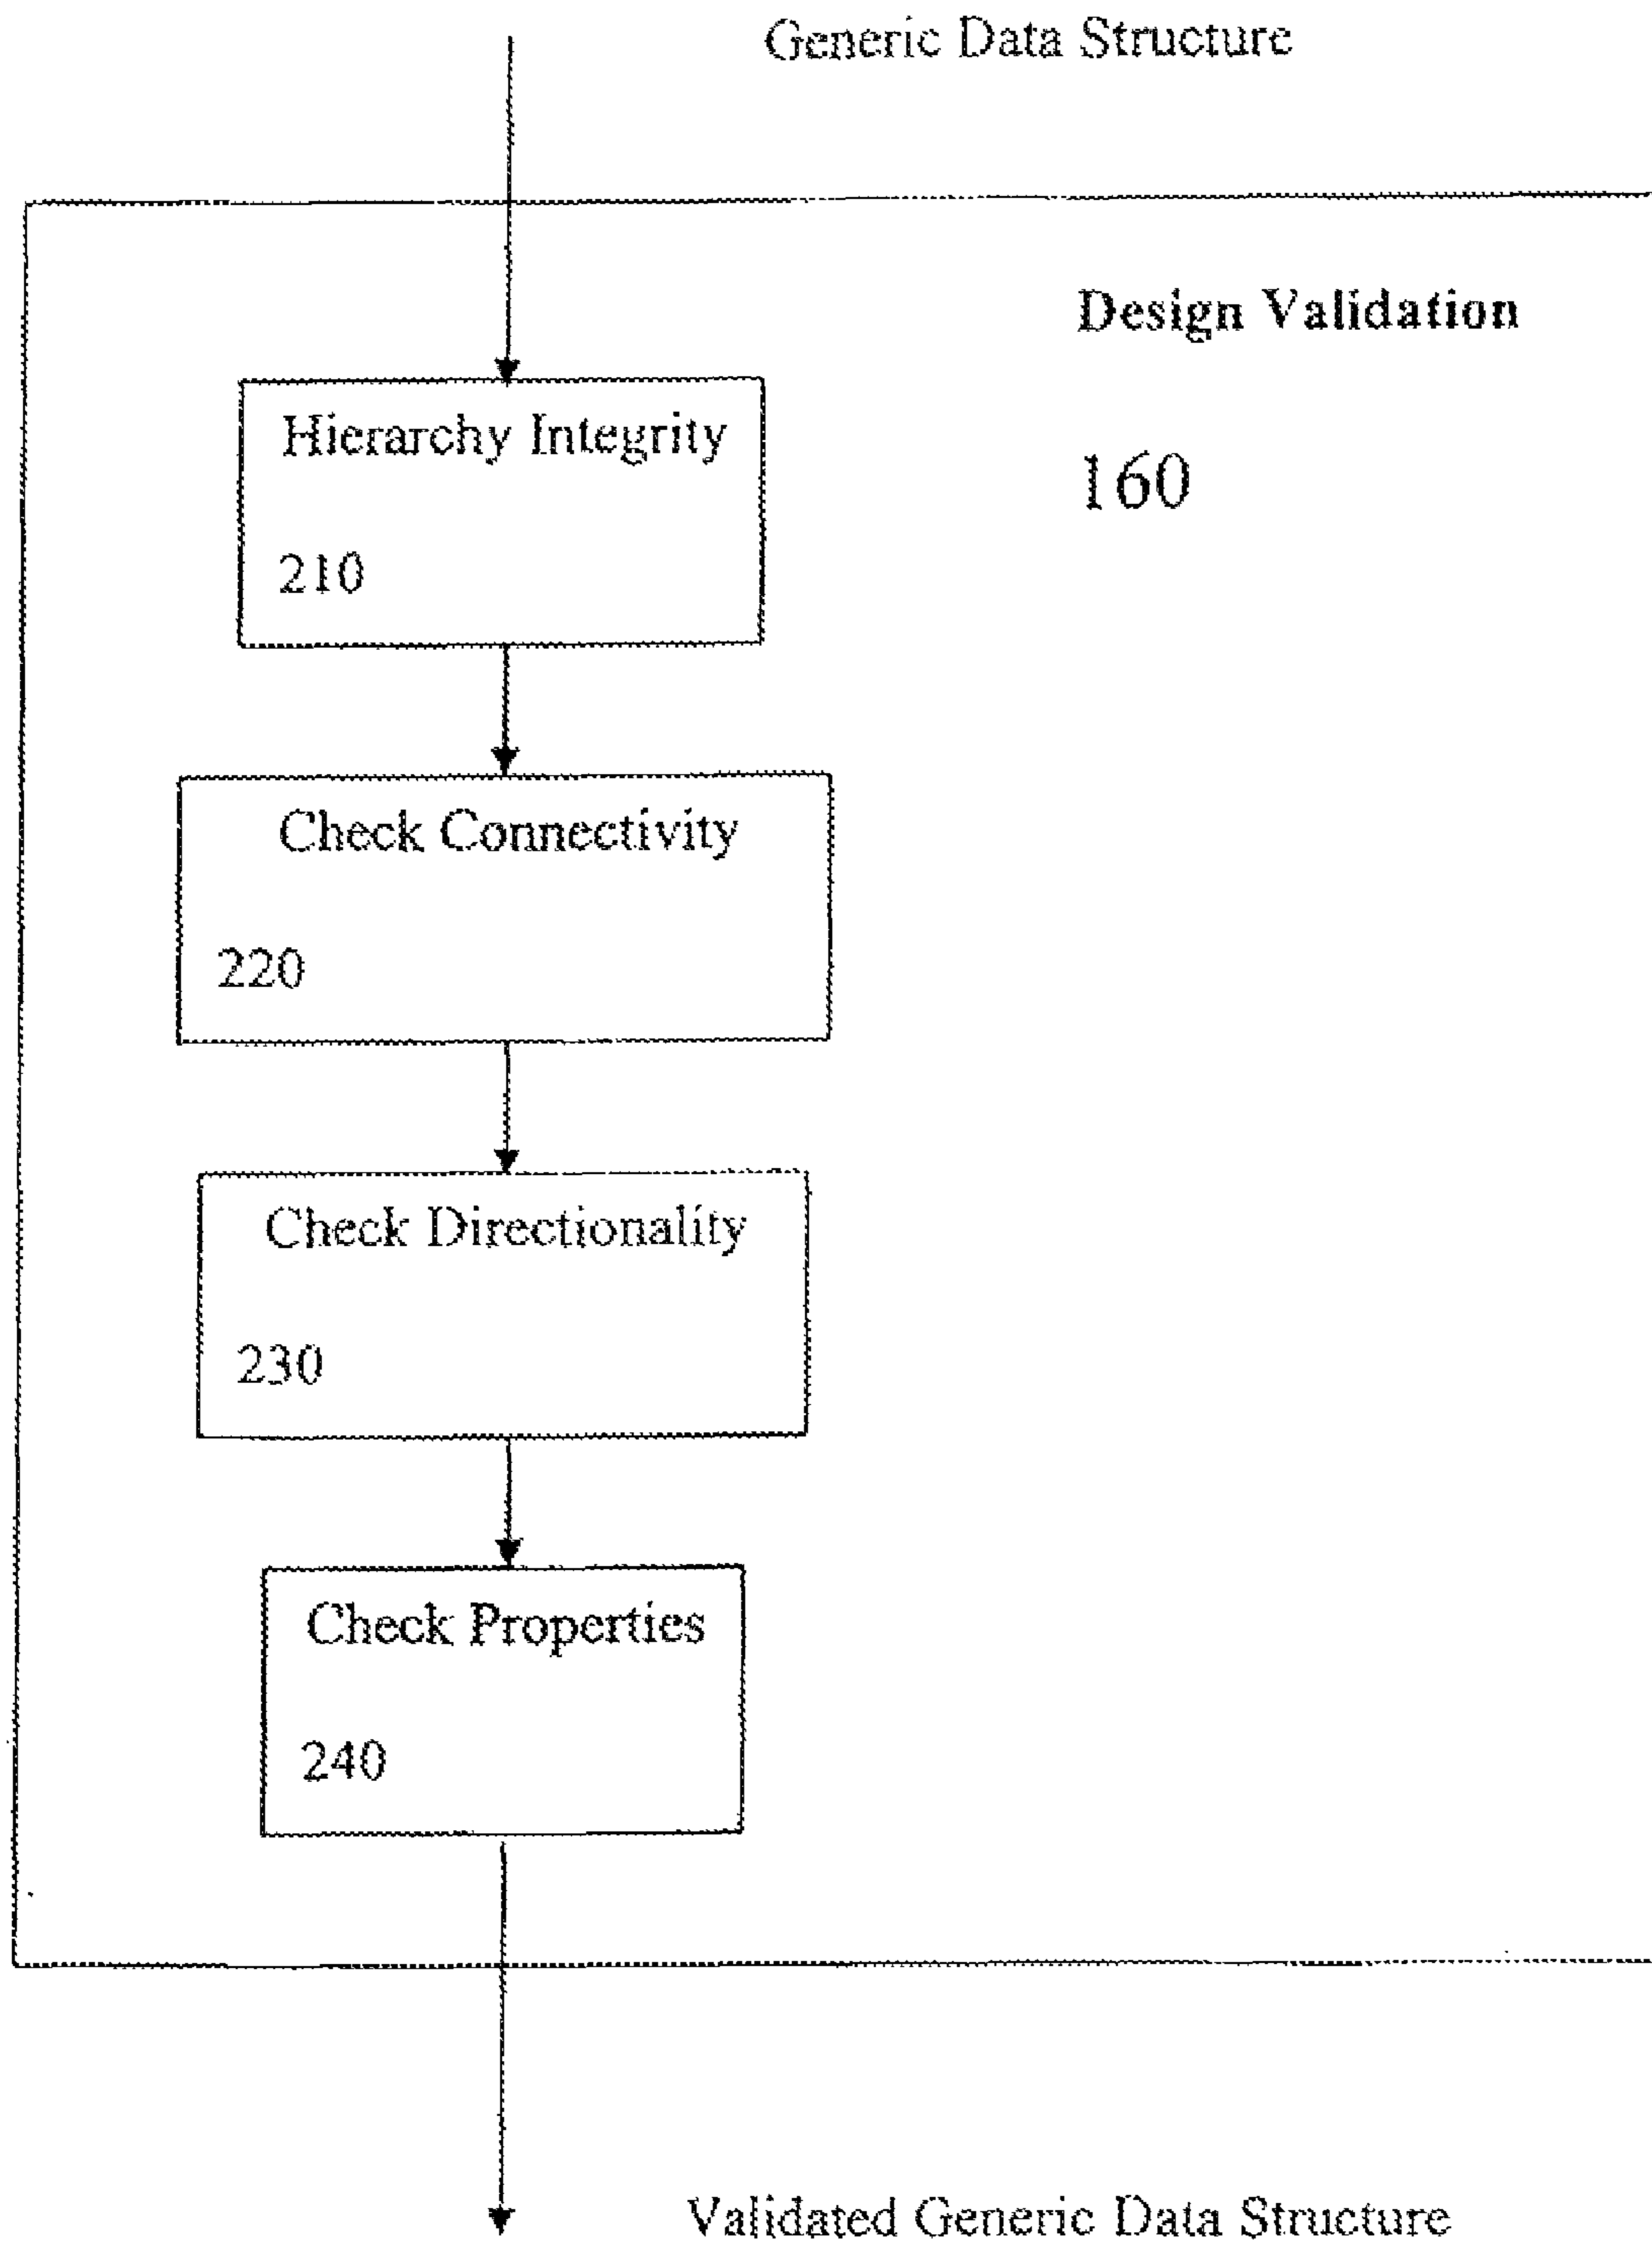 Generic Data Structure
Design Validation
160
Hierarchy Integrity
210
Check Connectivity
220
Check Directionality
230
Check Properties
240
Validated Generic Data Structure